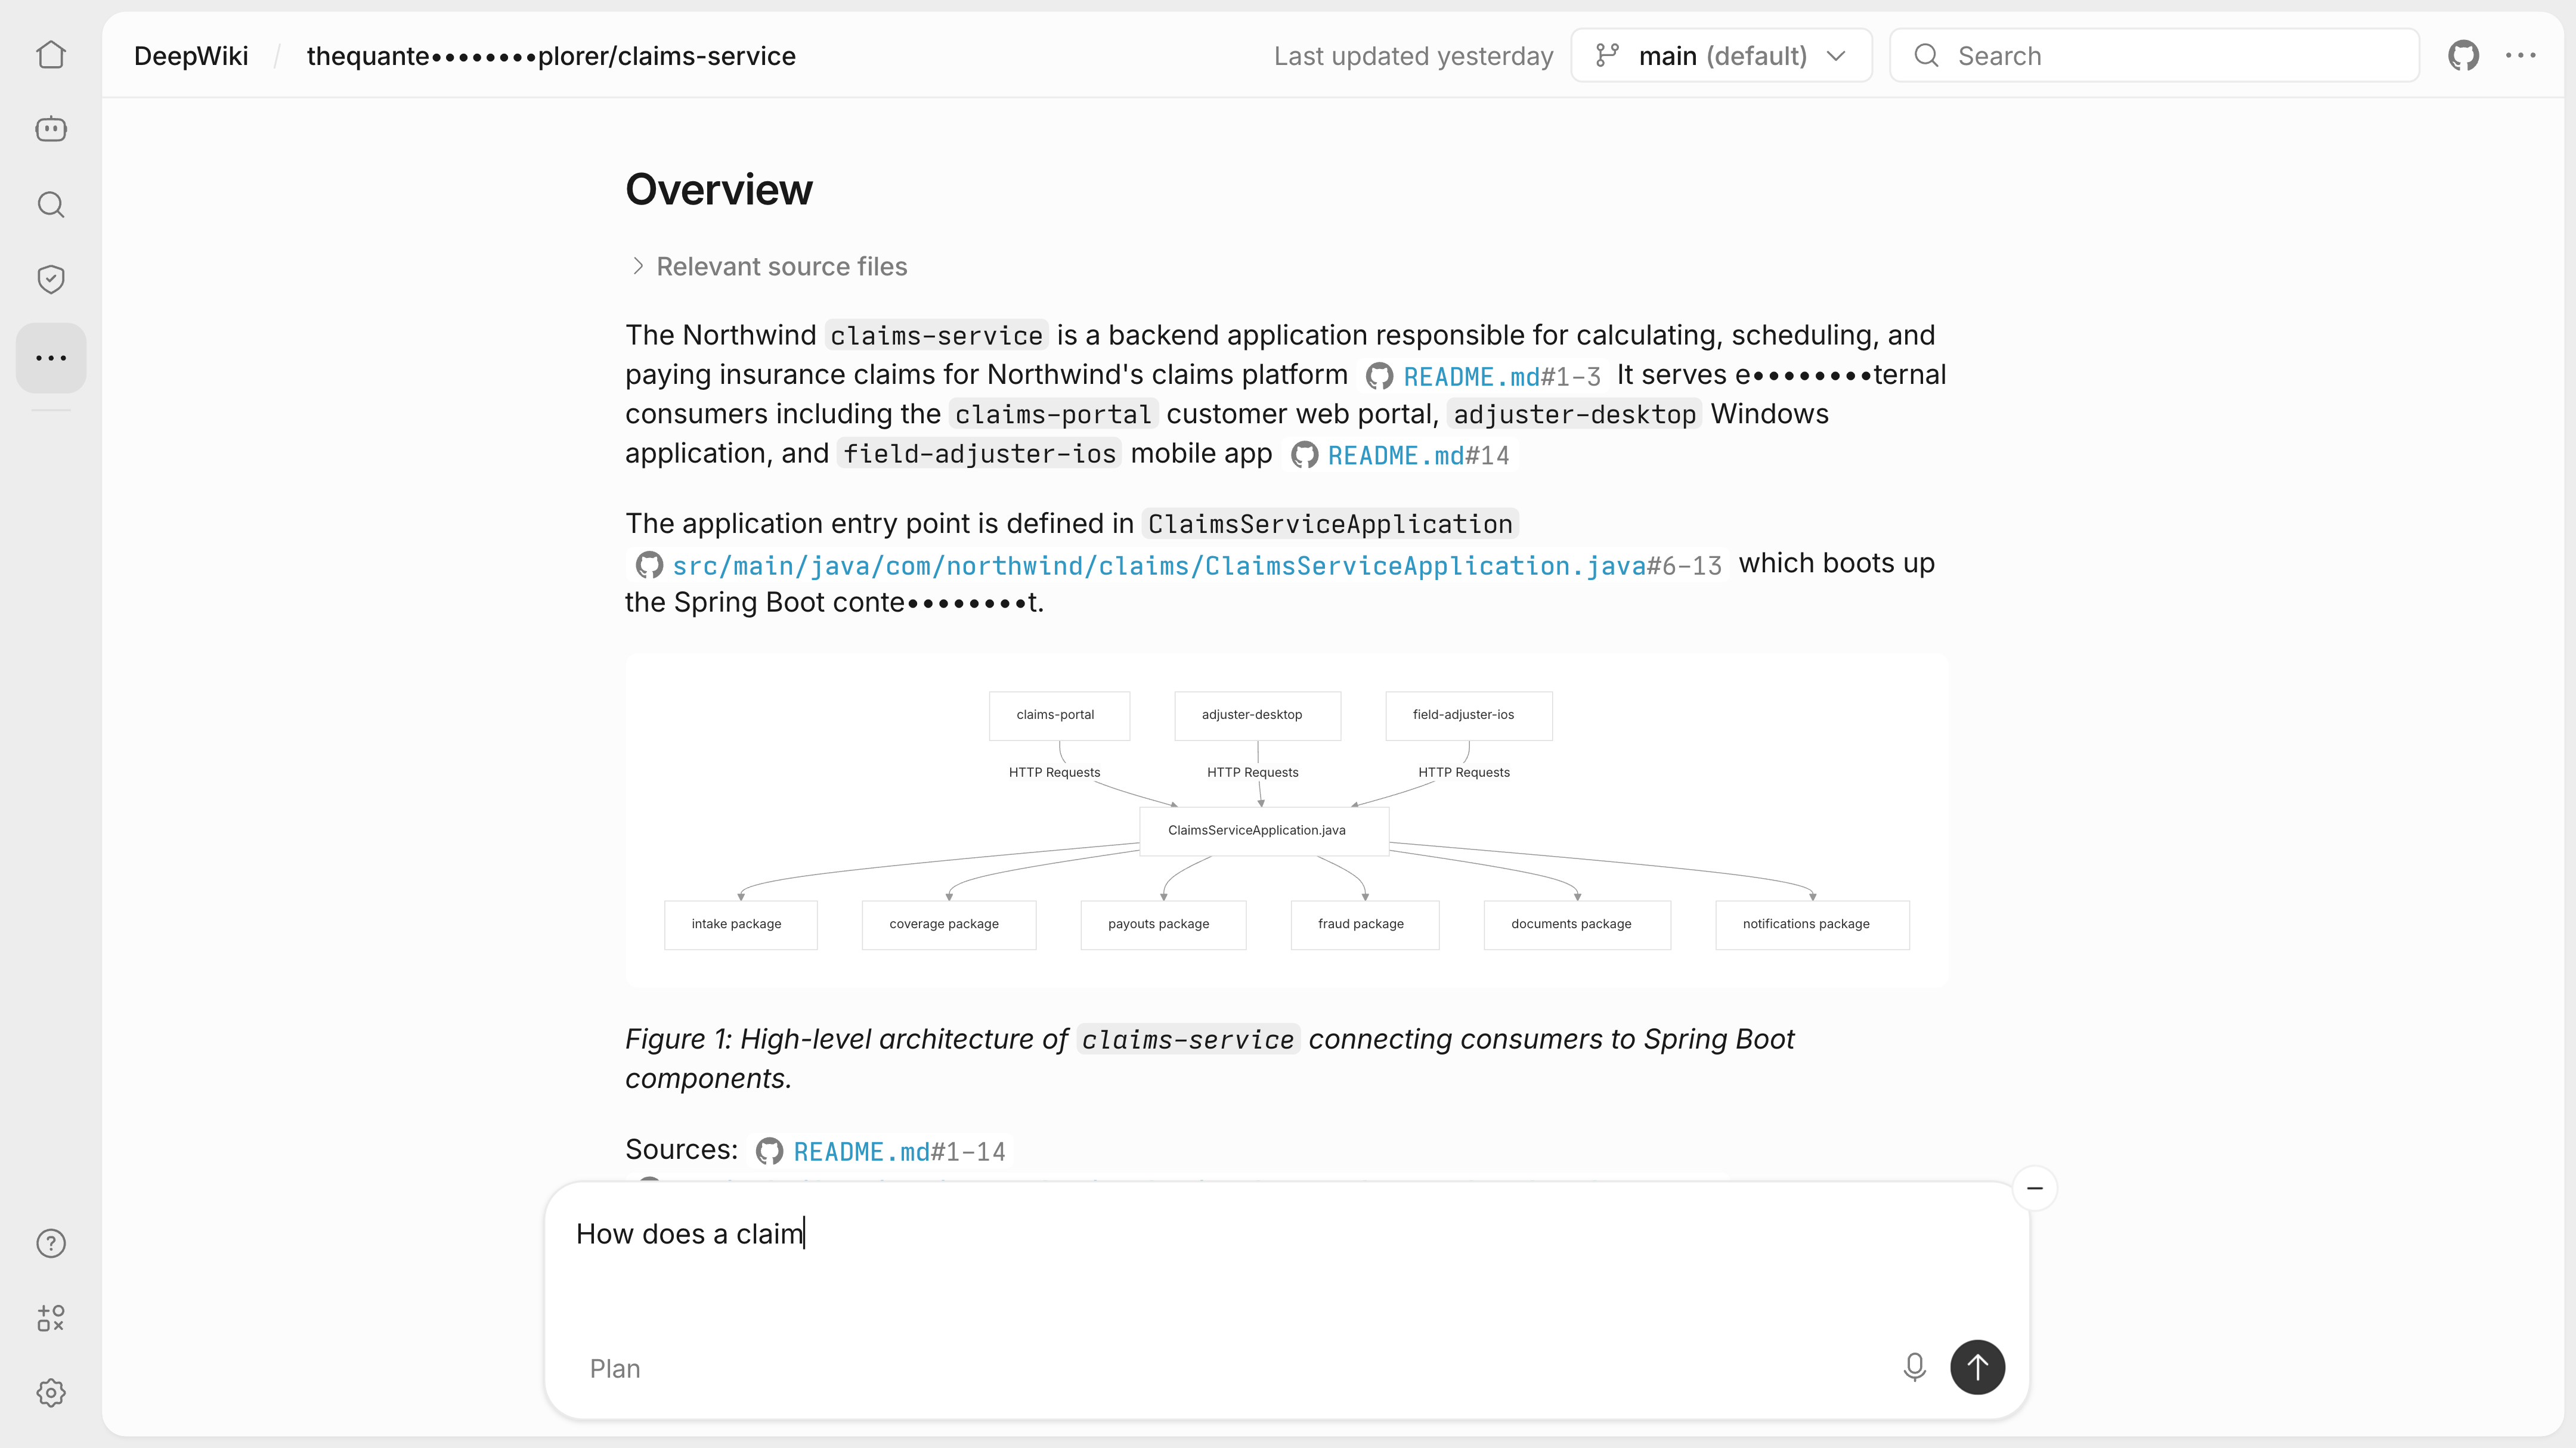 DeepWiki / thequante••••••••plorer/claims-service
Last updated yesterday
main (default)
Search
Overview
Relevant source files
The Northwind claims-service is a backend application responsible for calculating, scheduling, and
paying insurance claims for Northwind's claims platform README.md#1-3 It serves e••••••••ternal
consumers including the claims-portal customer web portal, adjuster-desktop Windows
application, and field-adjuster-ios mobile app README.md#14
The application entry point is defined in ClaimsServiceApplication
src/main/java/com/northwind/claims/ClaimsServiceApplication.java#6-13 which boots up
the Spring Boot conte••••••••t.
claims-portal
adjuster-desktop
field-adjuster-ios
HTTP Requests
HTTP Requests
HTTP Requests
ClaimsServiceApplication.java
intake package
coverage package
payouts package
fraud package
documents package
notifications package
Figure 1: High-level architecture of claims-service connecting consumers to Spring Boot
components.
Sources: README.md#1-14
How does a claim
Plan